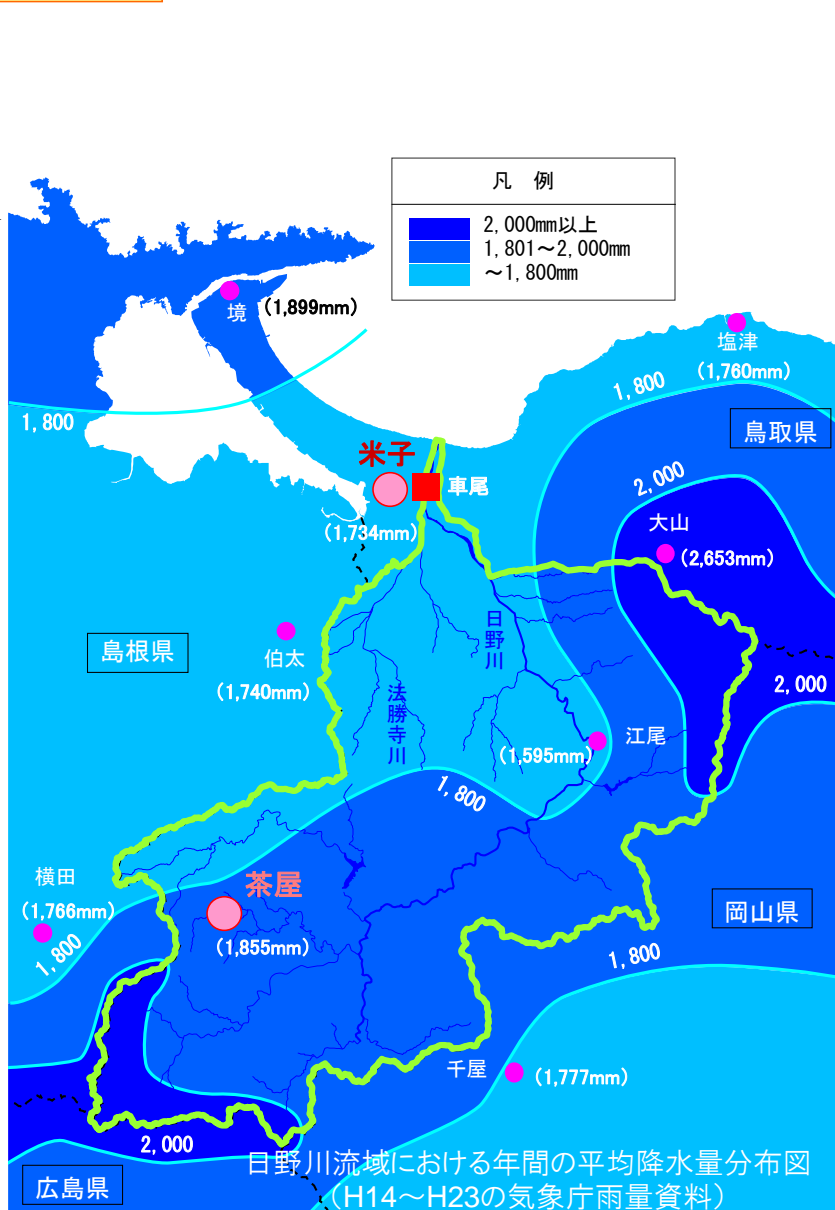 凡 例
2,000mm以上
1,801～2,000mm
～1,800mm
境
(1,899mm)
塩津
(1,760mm)
1,800
1,800
鳥取県
米子
車尾
2,000
大山
(1,734mm)
(2,653mm)
日野川
島根県
伯太
(1,740mm)
2,000
法勝寺川
江尾
(1,595mm)
1,800
横田
茶屋
(1,766mm)
岡山県
(1,855mm)
1,800
1,800
千屋
(1,777mm)
2,000
日野川流域における年間の平均降水量分布図
広島県
(H14～H23の気象庁雨量資料)